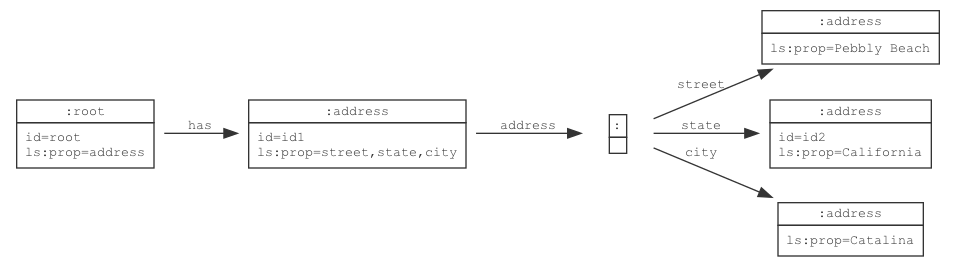 :root
id=root
ls:prop=address
has
:address
id=id1
ls:prop=street,state,city
address
:
street
state
city
:address
ls:prop=Pebbly Beach
:address
id=id2
ls:prop=California
:address
ls:prop=Catalina